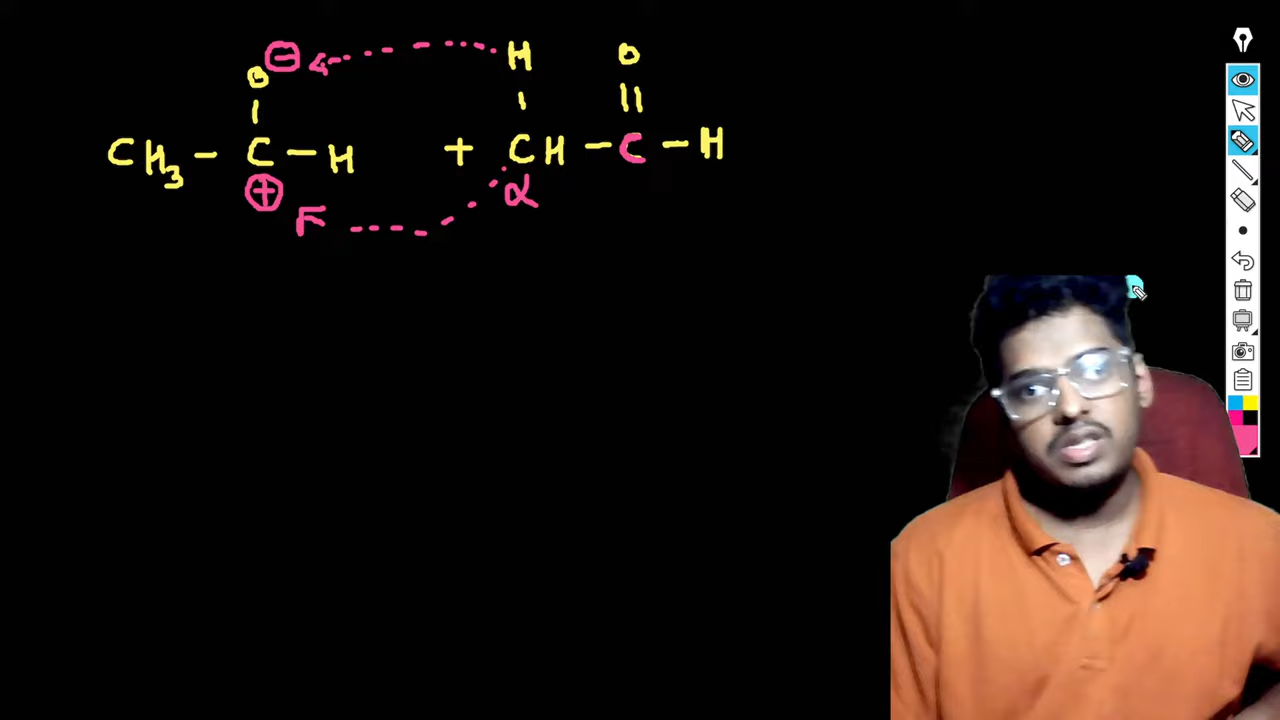 O ⊖ H O
CH₃ - C - H + CH - C - H
⊕ α